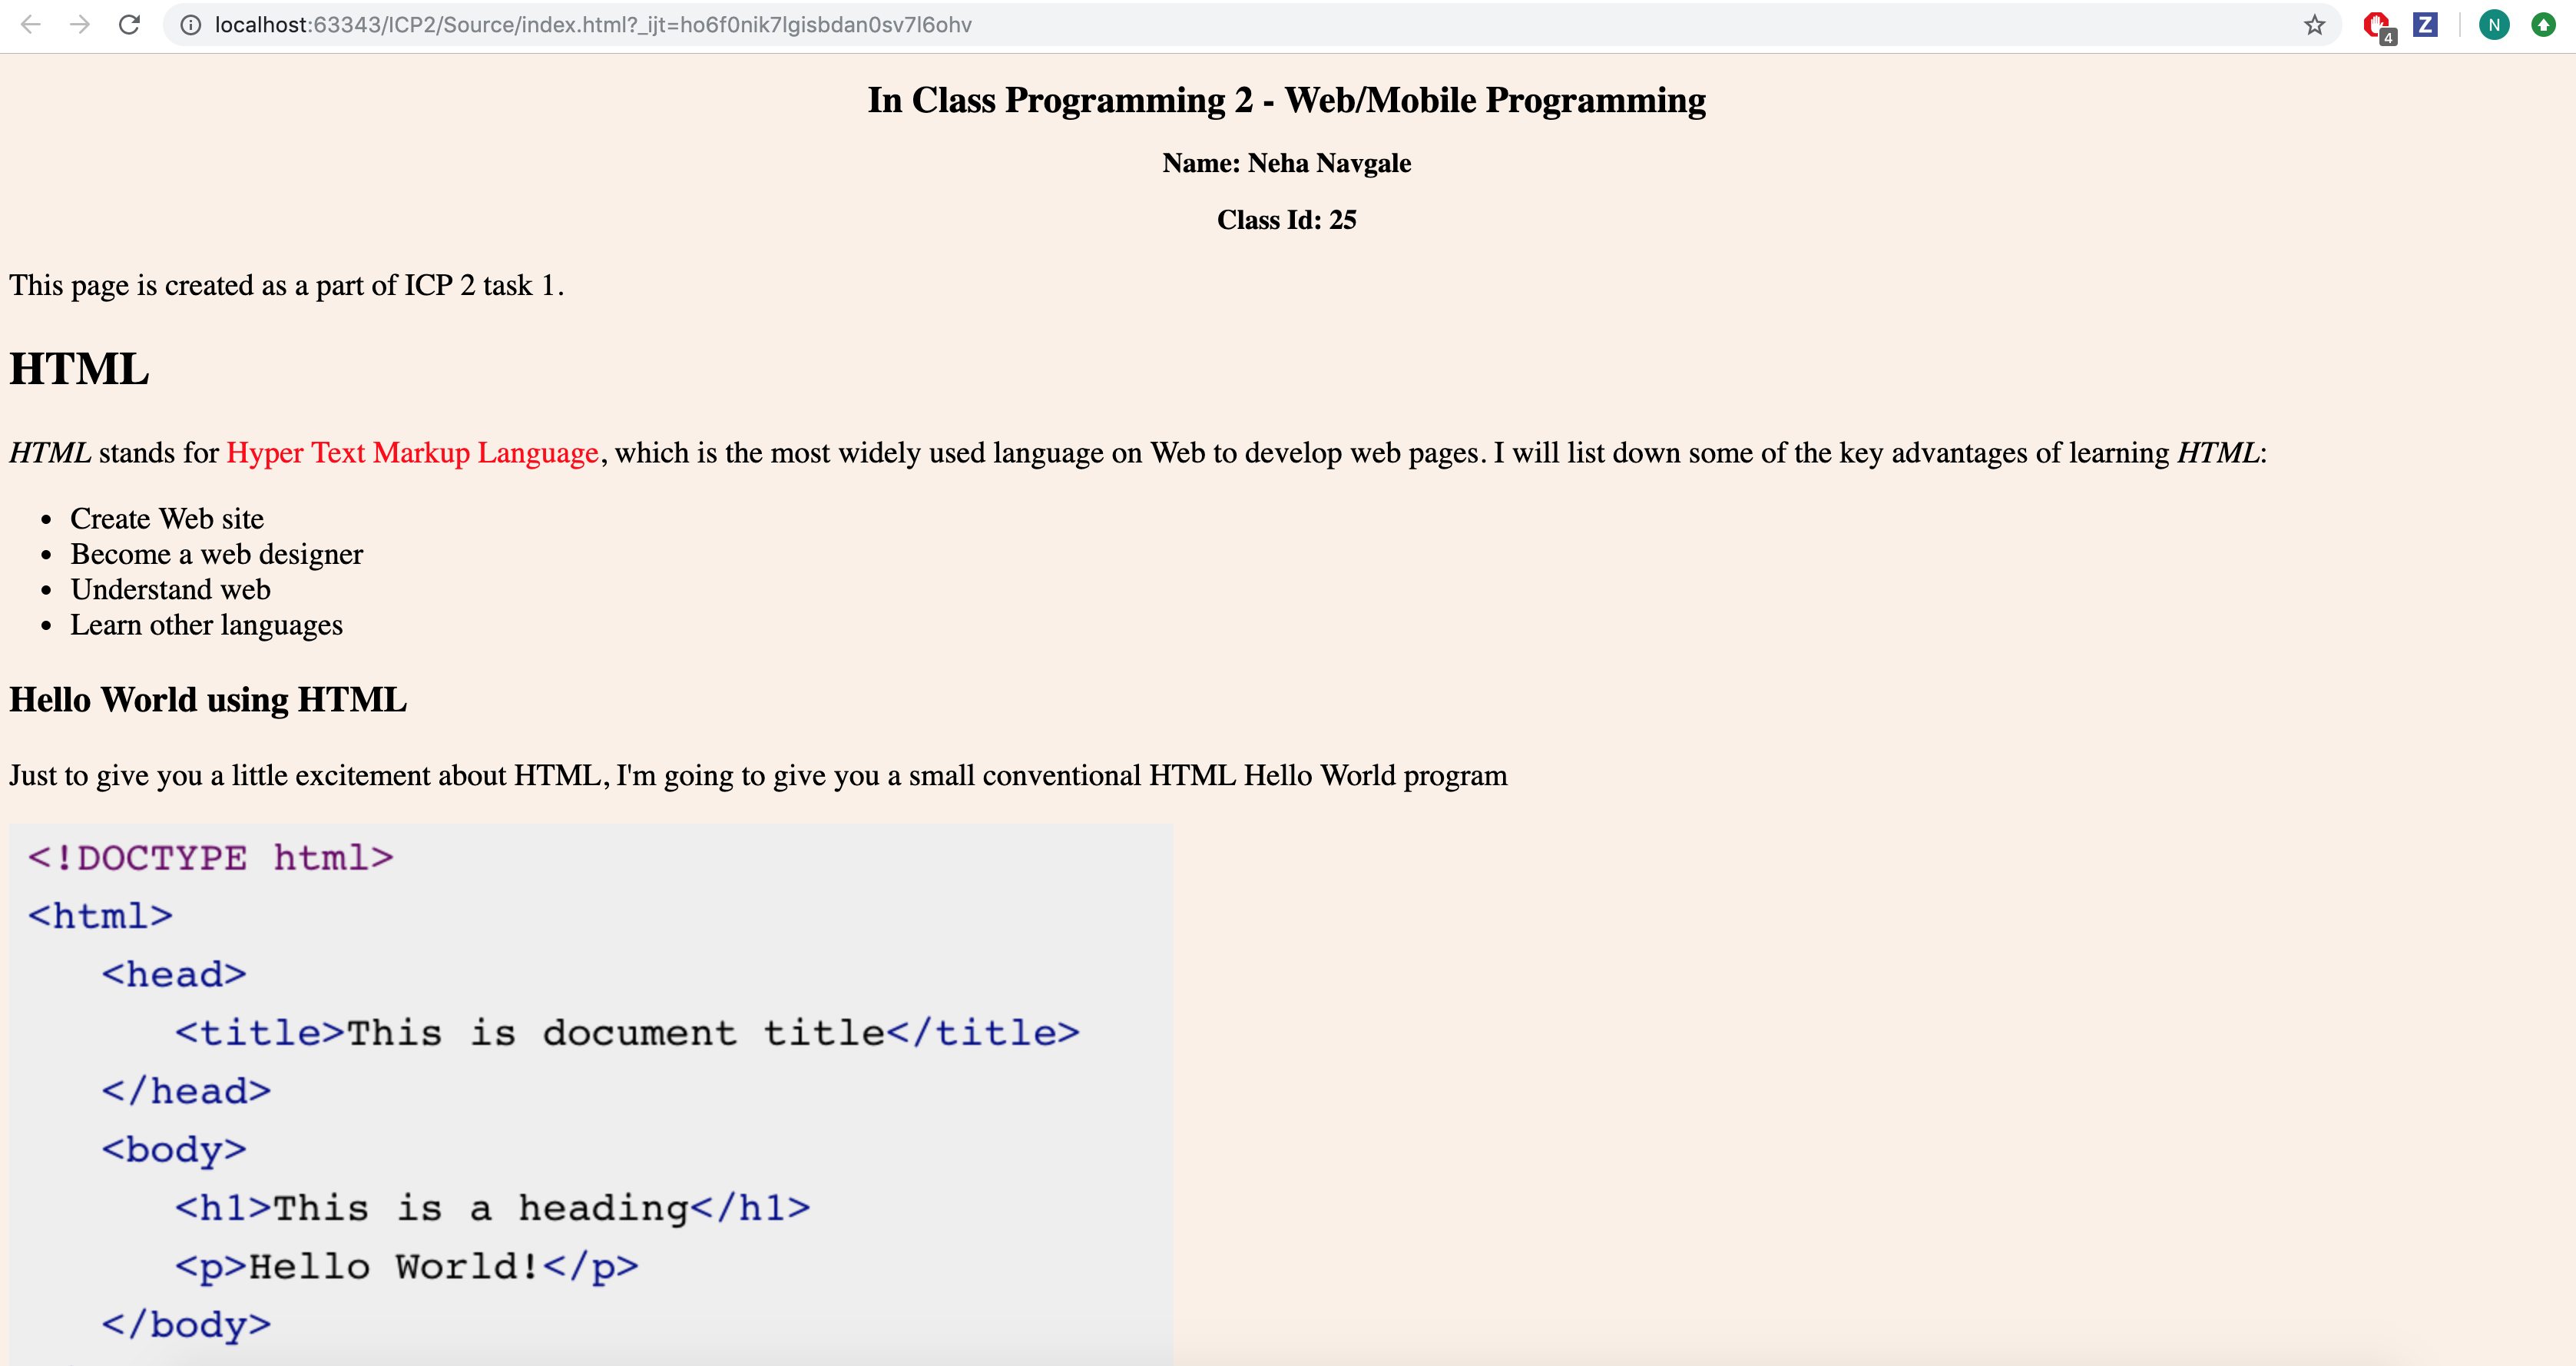 localhost:63343/ICP2/Source/index.html?_ijt=ho6f0nik7lgisbdan0sv7l6ohv
4
Z
N
In Class Programming 2 - Web/Mobile Programming
Name: Neha Navgale
Class Id: 25
This page is created as a part of ICP 2 task 1.
HTML
HTML stands for Hyper Text Markup Language, which is the most widely used language on Web to develop web pages. I will list down some of the key advantages of learning HTML:
• Create Web site
• Become a web designer
• Understand web
• Learn other languages
Hello World using HTML
Just to give you a little excitement about HTML, I'm going to give you a small conventional HTML Hello World program
<!DOCTYPE html>
<html>
<head>
<title>This is document title</title>
</head>
<body>
<h1>This is a heading</h1>
<p>Hello World!</p>
</body>